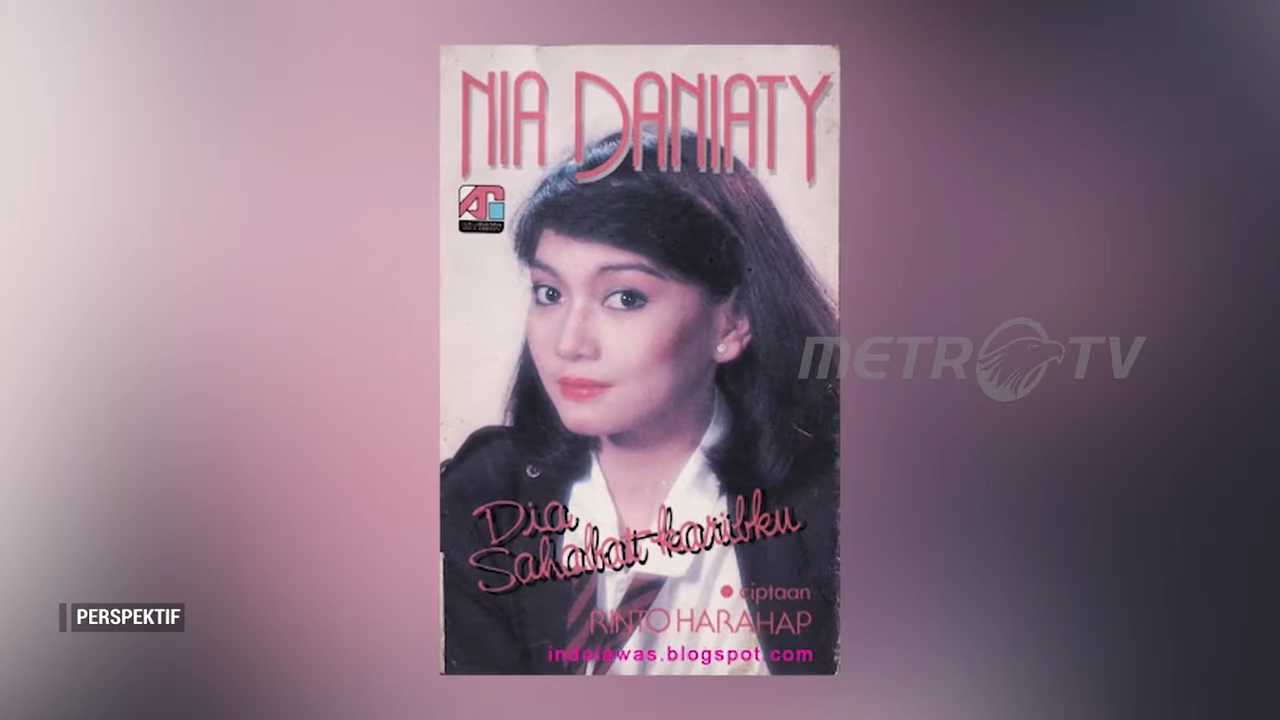 NIA DANIATY
METRO TV
Dia
Sahabat karibku
• ciptaan
RINTO HARAHAP
indolawas.blogspot.com
PERSPEKTIF